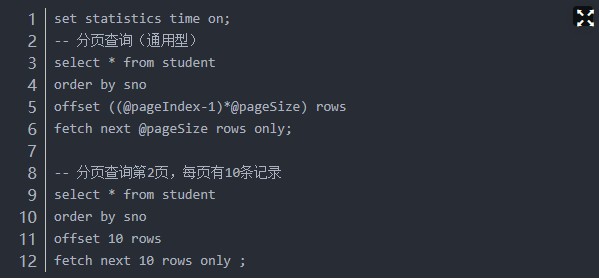 1 set statistics time on;
2 -- 分页查询（通用型）
3 select * from student
4 order by sno
5 offset ((@pageIndex-1)*@pageSize) rows
6 fetch next @pageSize rows only;
7
8 -- 分页查询第2页，每页有10条记录
9 select * from student
10 order by sno
11 offset 10 rows
12 fetch next 10 rows only ;